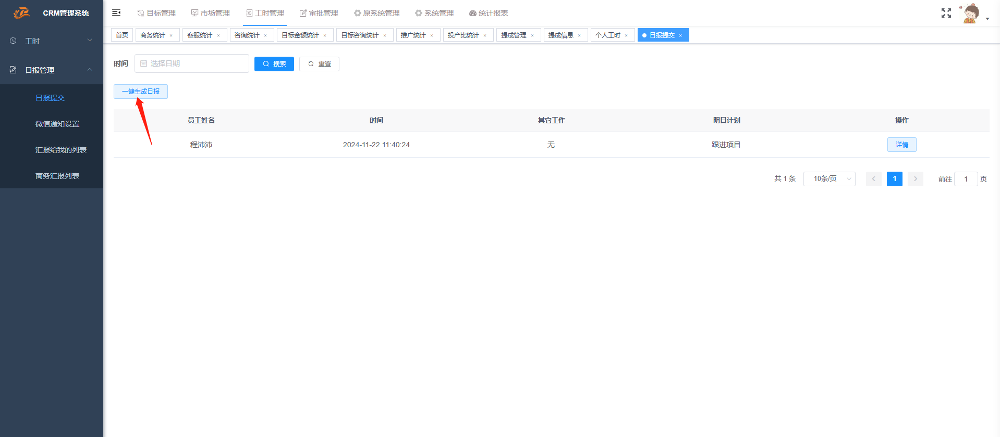 CRM管理系统
目标管理
市场管理
工时管理
审批管理
原系统管理
系统管理
统计报表
首页
商务统计 ×
客服统计 ×
咨询统计 ×
目标金额统计 ×
目标咨询统计 ×
推广统计 ×
投产比统计 ×
提成管理 ×
提成信息 ×
个人工时 ×
日报提交 ×
工时
日报管理
日报提交
微信通知设置
汇报给我的列表
商务汇报列表
时间 选择日期 搜索 重置
一键生成日报
员工姓名 时间 其它工作 明日计划 操作
程沛沛 2024-11-22 11:40:24 无 跟进项目 详情
共 1 条 10条/页 1 前往 1 页